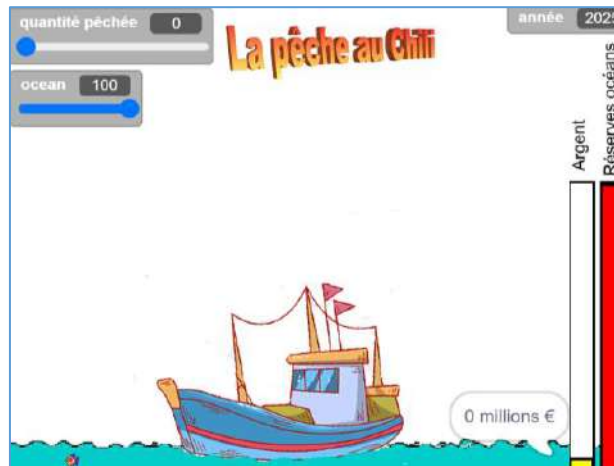 quantité pêchée 0
La pêche au Chili
année
ocean 100
Argent
Réserves océans
0 millions €